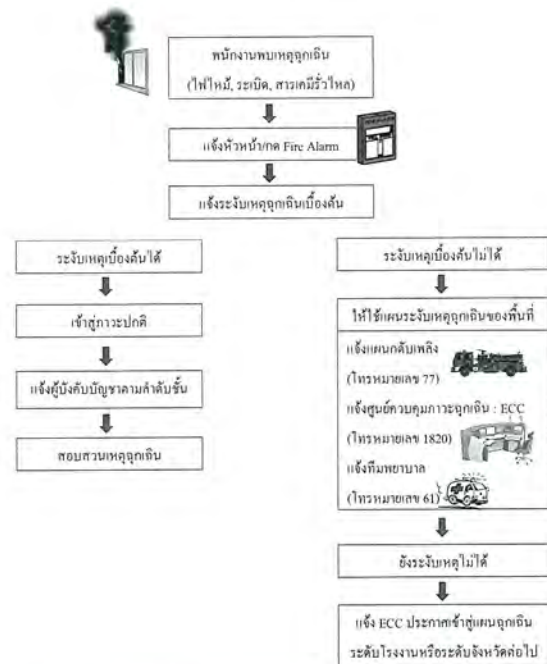 พนักงานพบเหตุฉุกเฉิน
(ไฟไหม้, ระเบิด, สารเคมีรั่วไหล)
แจ้งหัวหน้า/กด Fire Alarm
แจ้งระงับเหตุฉุกเฉินเบื้องต้น
ระงับเหตุเบื้องต้นได้
เข้าสู่ภาวะปกติ
แจ้งผู้บังคับบัญชาตามลำดับชั้น
สอบสวนเหตุฉุกเฉิน
ระงับเหตุเบื้องต้นไม่ได้
ให้ใช้แผนระงับเหตุฉุกเฉินของพื้นที่
แจ้งแผนกดับเพลิง
(โทรหมายเลข 77)
แจ้งศูนย์ควบคุมภาวะฉุกเฉิน : ECC
(โทรหมายเลข 1820)
แจ้งทีมพยาบาล
(โทรหมายเลข 61)
ยังระงับเหตุไม่ได้
แจ้ง ECC ประกาศเข้าสู่แผนฉุกเฉิน
ระดับโรงงานหรือระดับจังหวัดต่อไป